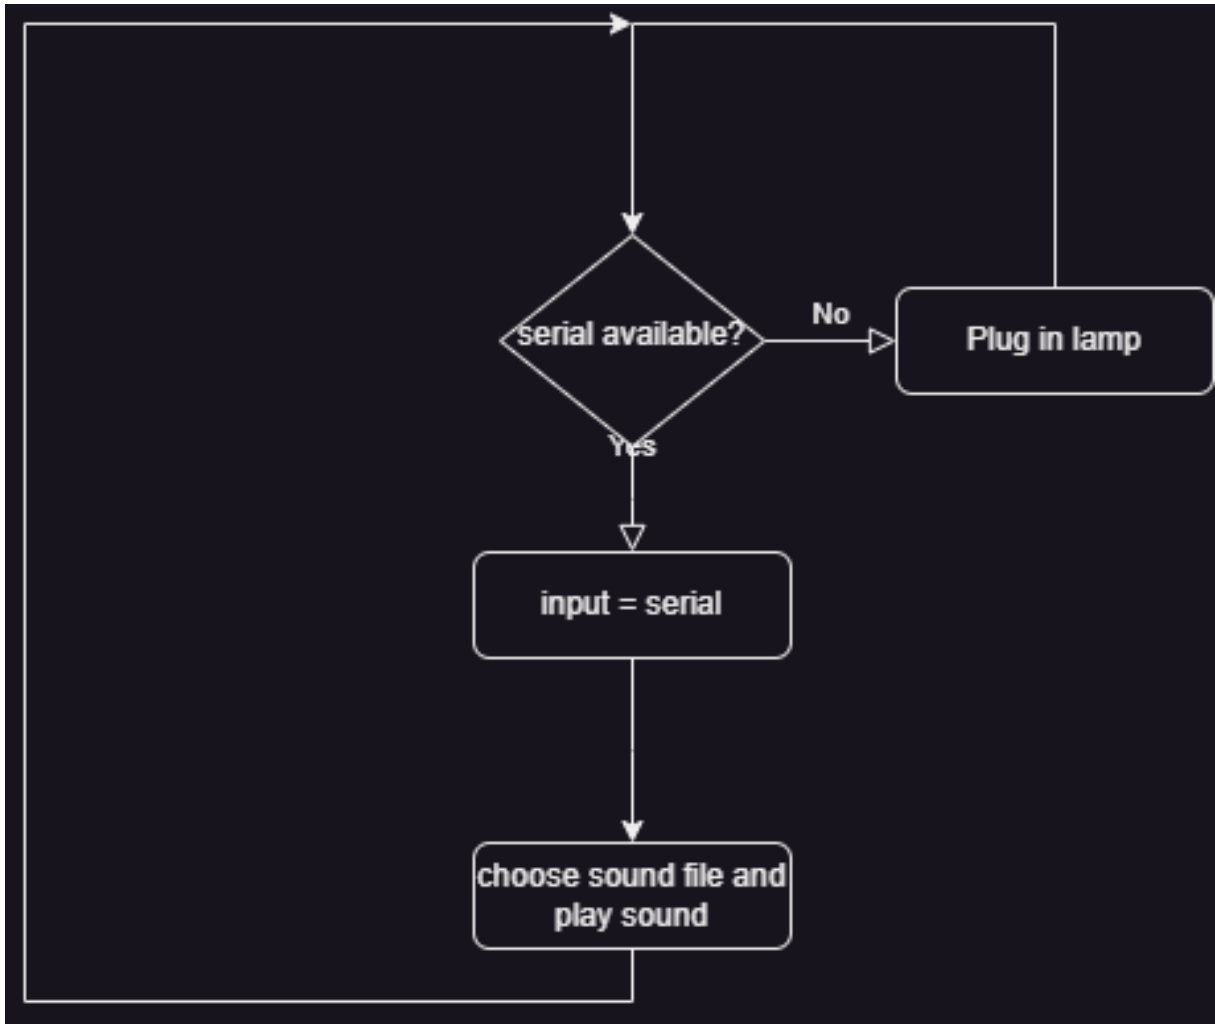 No
serial available?
Plug in lamp
Yes
input = serial
choose sound file and
play sound